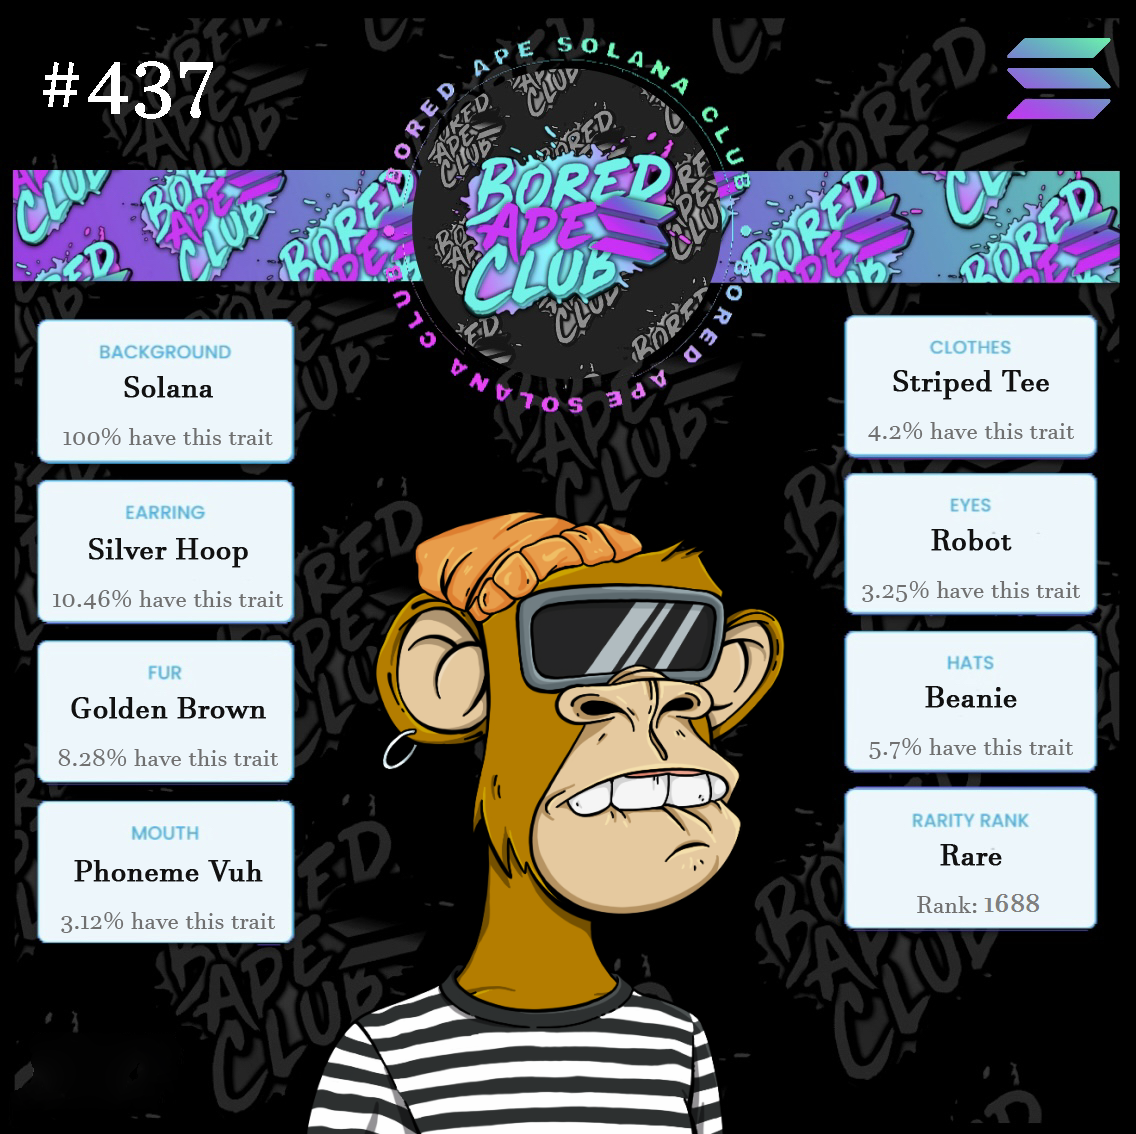 #437
BORED APE SOLANA CLUB
BORED APE SOLANA CLUB
BORED
APE
CLUB
BACKGROUND
Solana
100% have this trait
EARRING
Silver Hoop
10.46% have this trait
FUR
Golden Brown
8.28% have this trait
MOUTH
Phoneme Vuh
3.12% have this trait
CLOTHES
Striped Tee
4.2% have this trait
EYES
Robot
3.25% have this trait
HATS
Beanie
5.7% have this trait
RARITY RANK
Rare
Rank: 1688